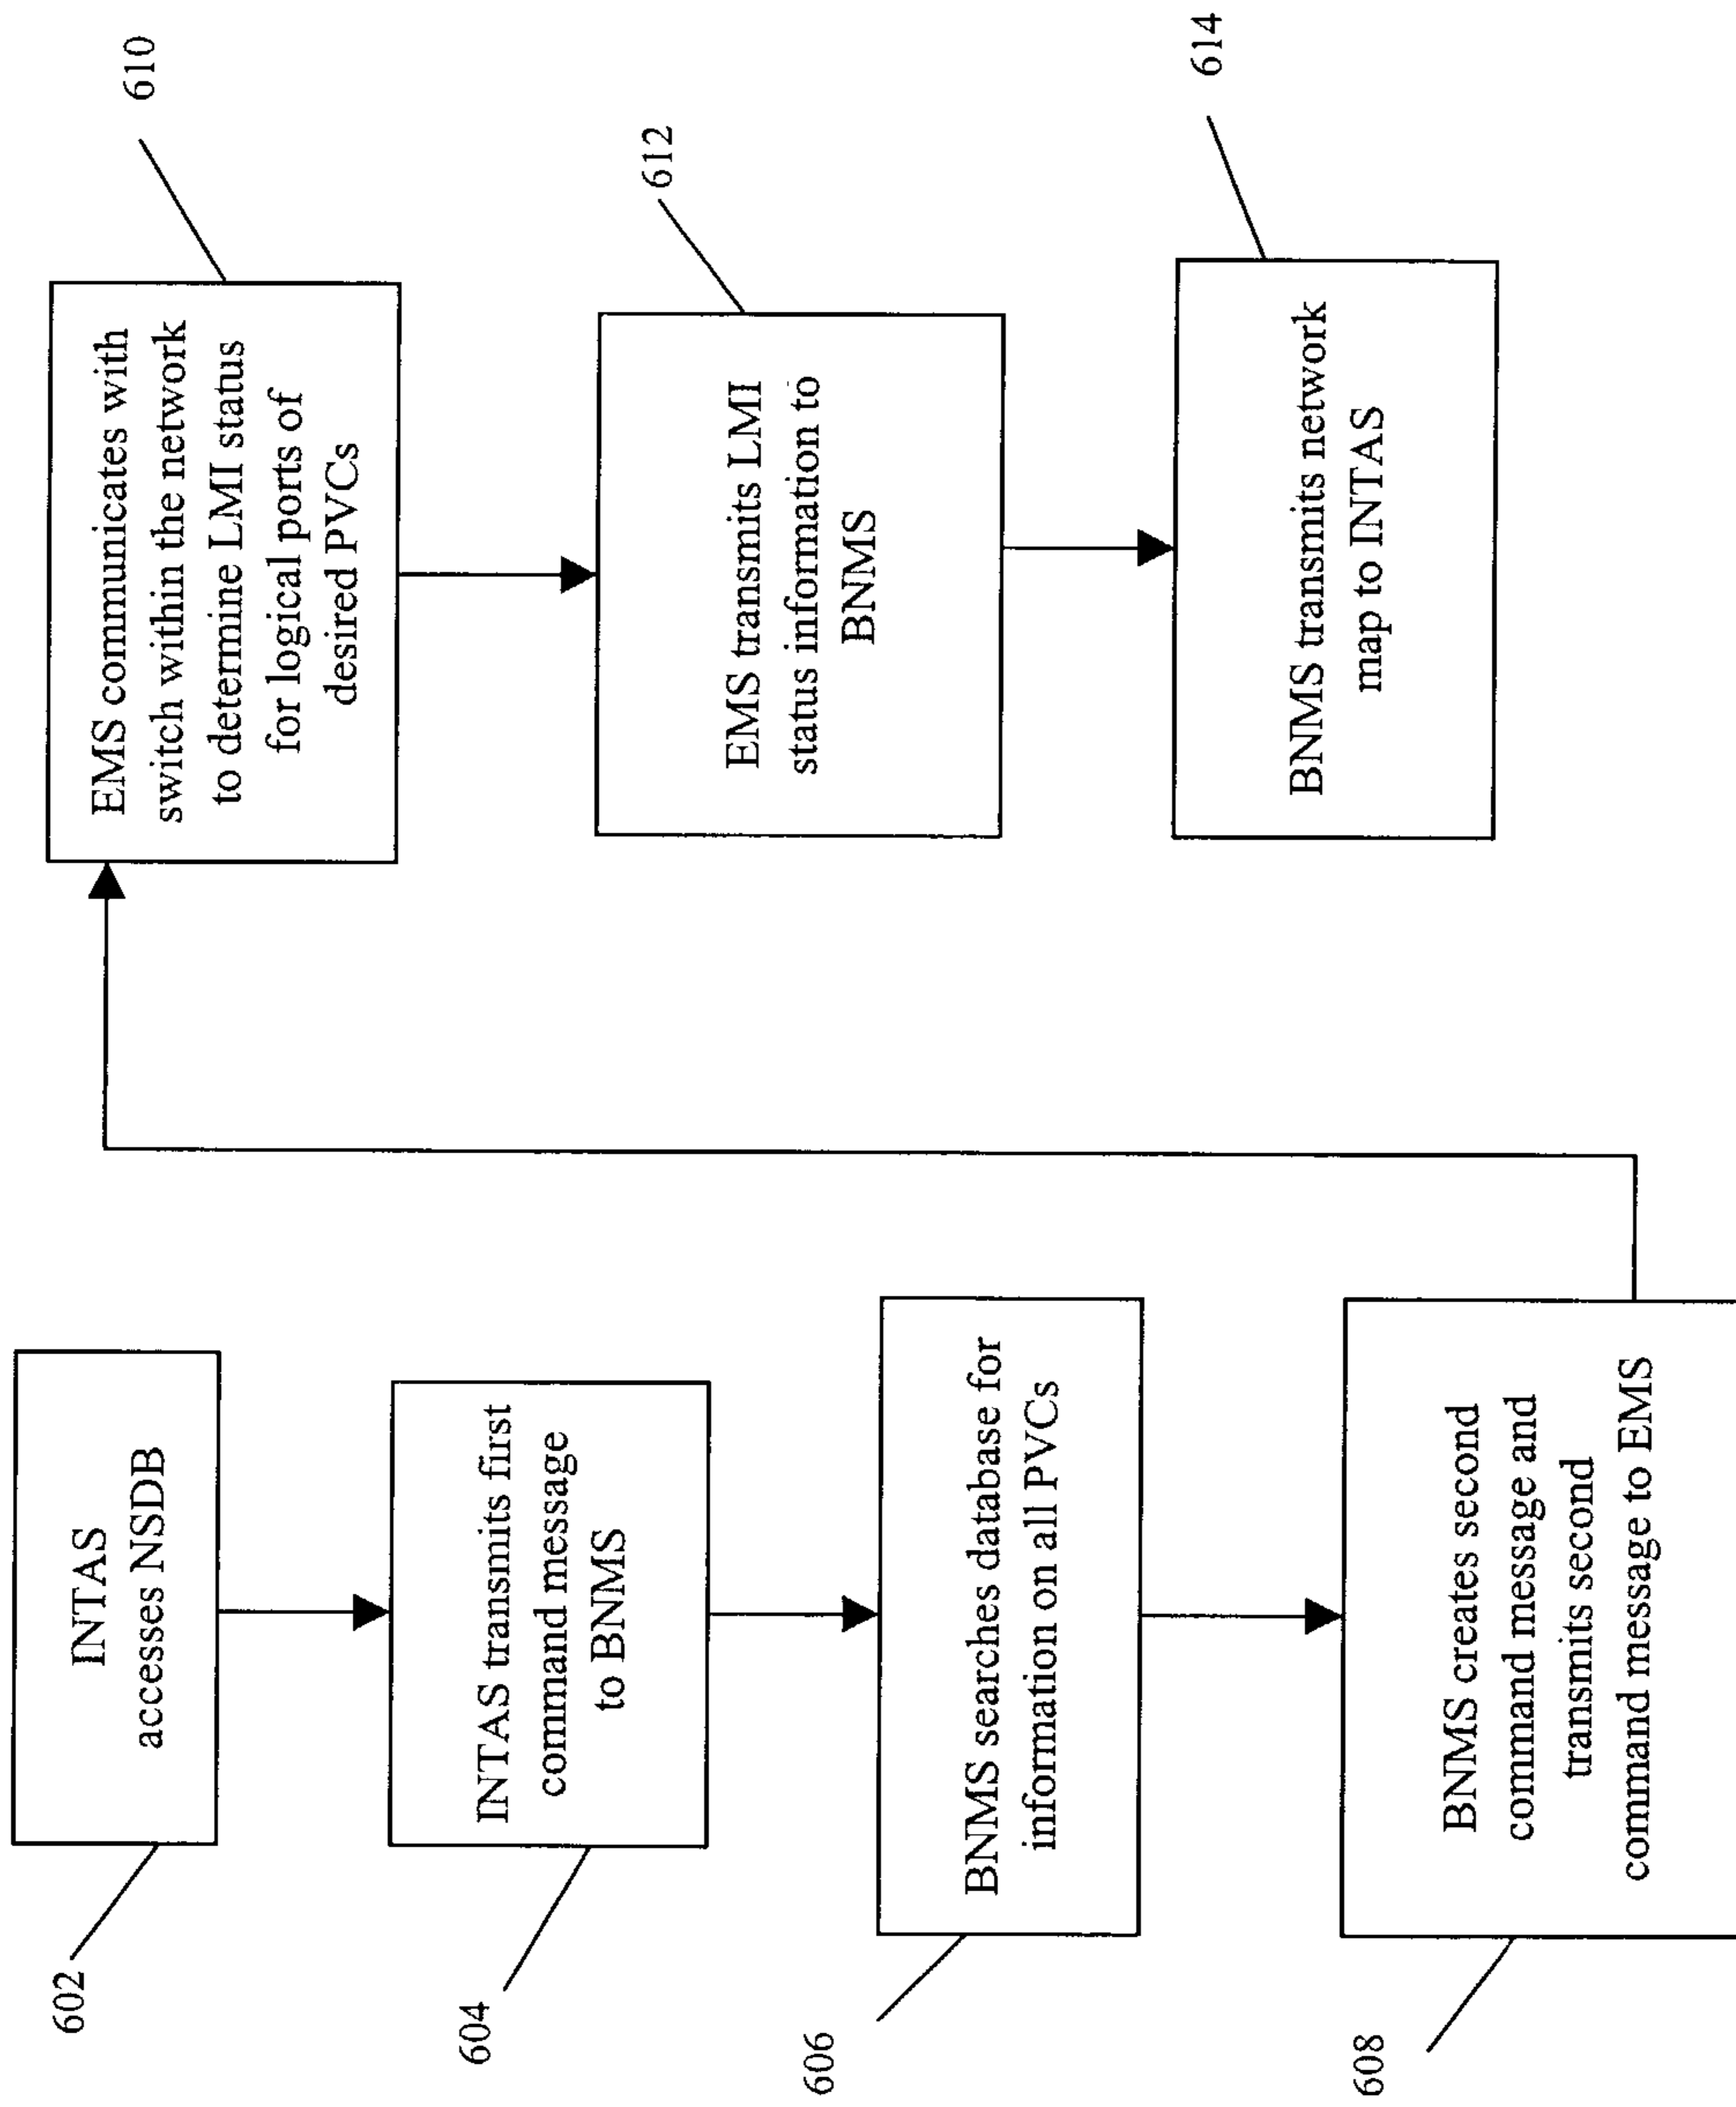 602
INTAS
accesses NSDB
604
INTAS transmits first
command message
to BNMS
606
BNMS searches database for
information on all PVCs
608
BNMS creates second
command message and
transmits second
command message to EMS
610
EMS communicates with
switch within the network
to determine LMI status
for logical ports of
desired PVCs
612
EMS transmits LMI
status information to
BNMS
614
BNMS transmits network
map to INTAS